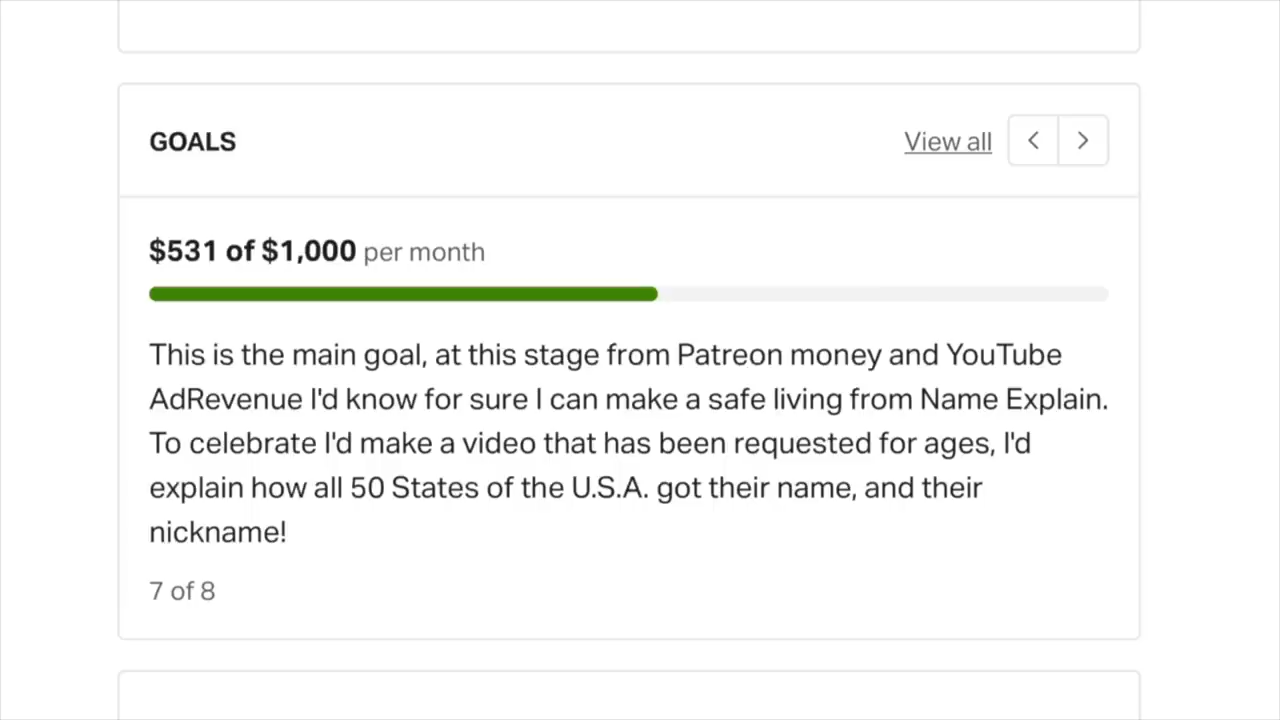 GOALS
View all
$531 of $1,000 per month
This is the main goal, at this stage from Patreon money and YouTube
AdRevenue I'd know for sure I can make a safe living from Name Explain.
To celebrate I'd make a video that has been requested for ages, I'd
explain how all 50 States of the U.S.A. got their name, and their
nickname!
7 of 8